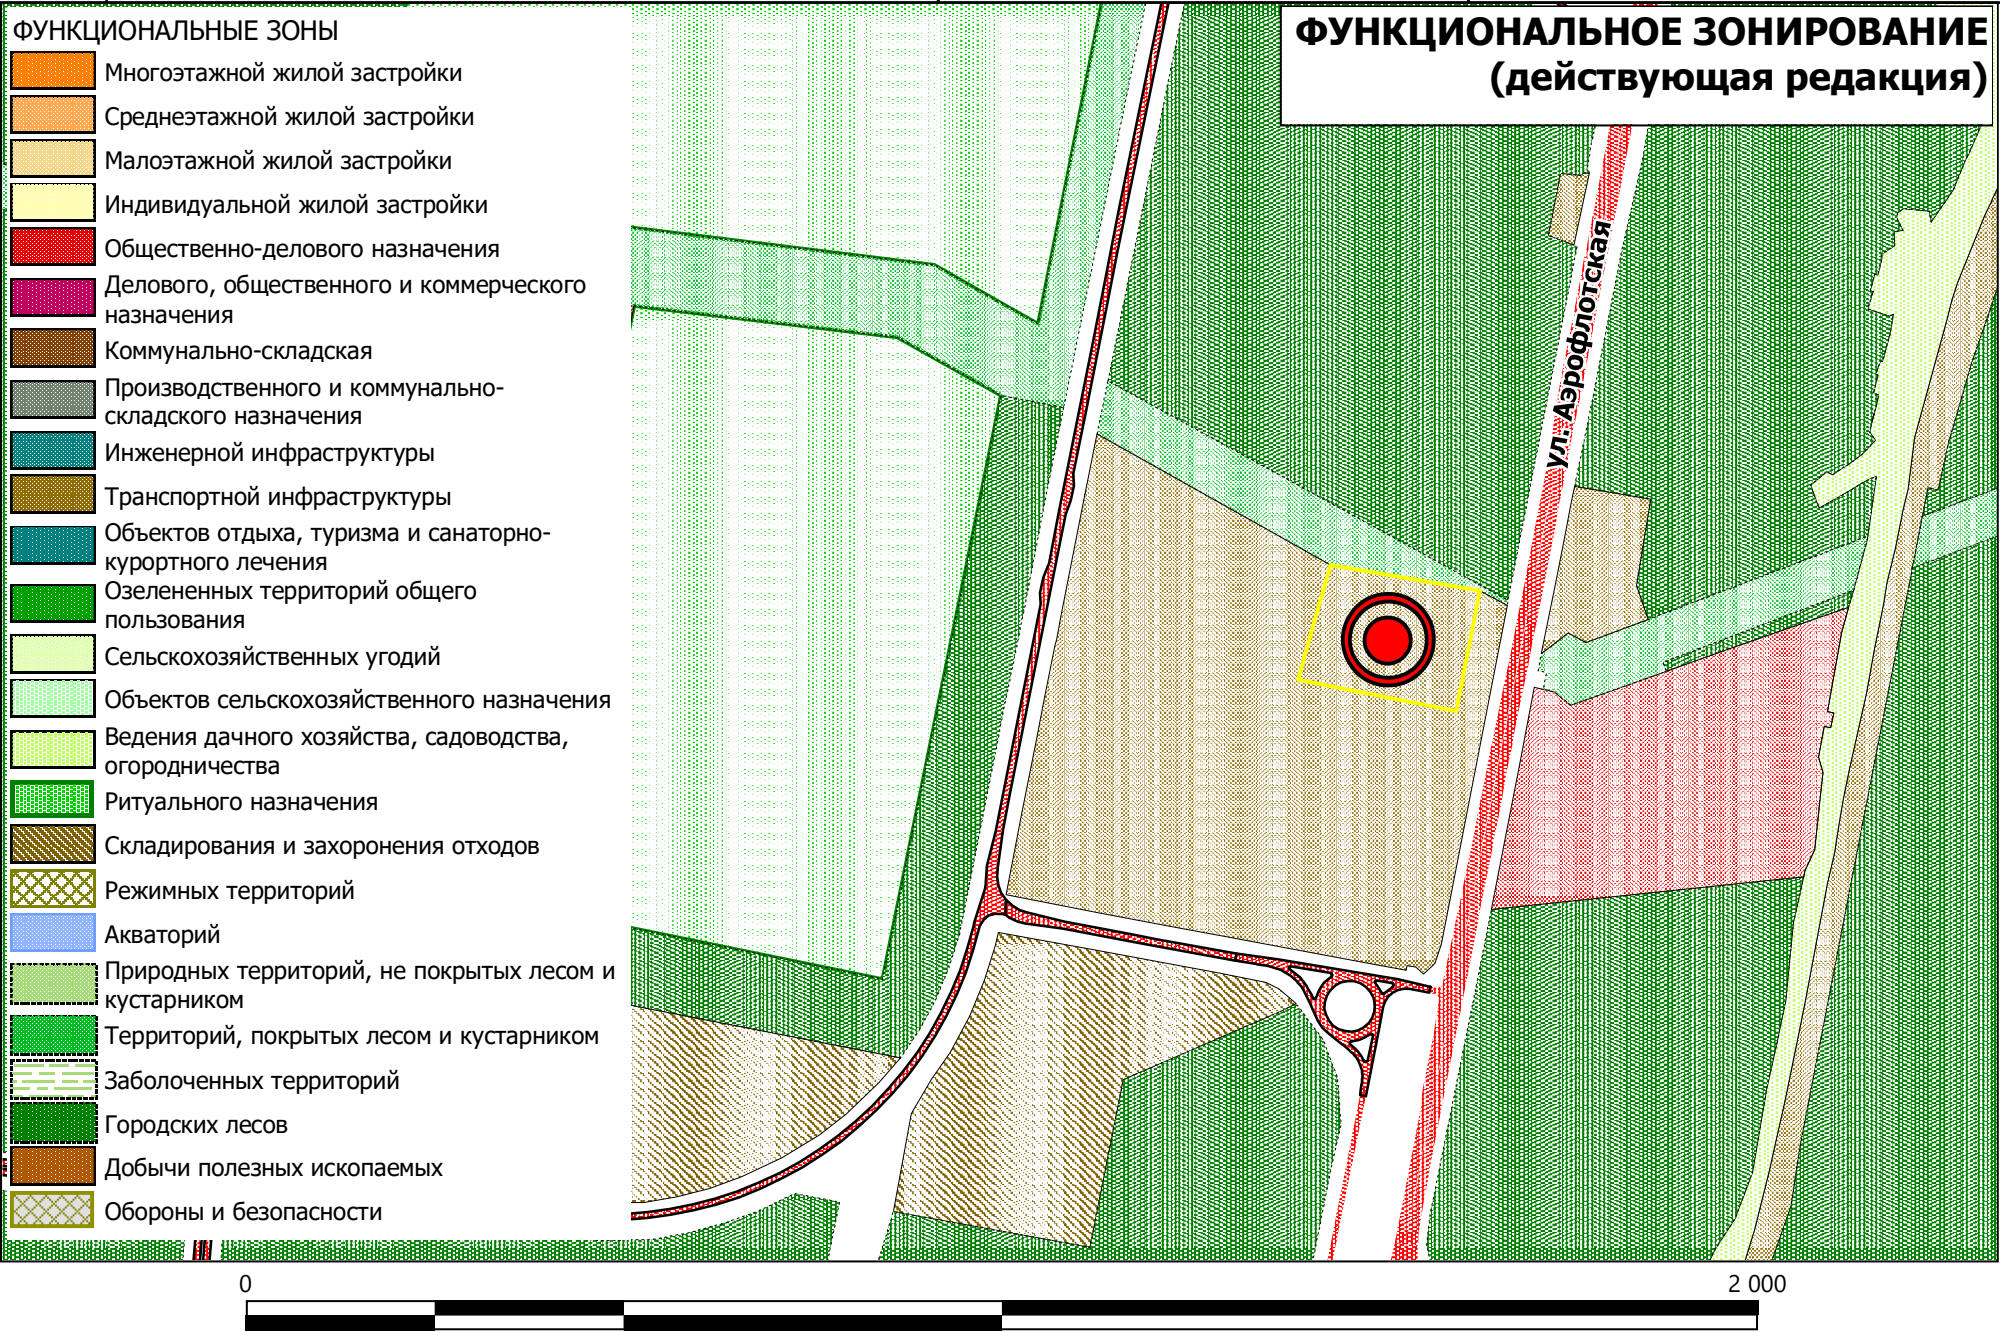 ФУНКЦИОНАЛЬНЫЕ ЗОНЫ
Многоэтажной жилой застройки
Среднеэтажной жилой застройки
Малоэтажной жилой застройки
Индивидуальной жилой застройки
Общественно-делового назначения
Делового, общественного и коммерческого
назначения
Коммунально-складская
Производственного и коммунально-
складского назначения
Инженерной инфраструктуры
Транспортной инфраструктуры
Объектов отдыха, туризма и санаторно-
курортного лечения
Озелененных территорий общего
пользования
Сельскохозяйственных угодий
Объектов сельскохозяйственного назначения
Ведения дачного хозяйства, садоводства,
огородничества
Ритуального назначения
Складирования и захоронения отходов
Режимных территорий
Акваторий
Природных территорий, не покрытых лесом и
кустарником
Территорий, покрытых лесом и кустарником
Заболоченных территорий
Городских лесов
Добычи полезных ископаемых
Обороны и безопасности
ФУНКЦИОНАЛЬНОЕ ЗОНИРОВАНИЕ
(действующая редакция)
ул. Аэрофлотская
0
2 000